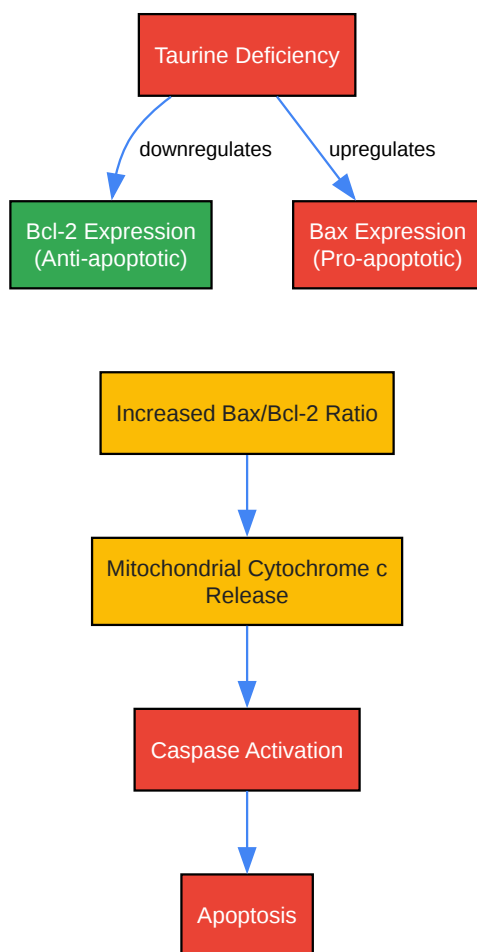 Taurine Deficiency
downregulates
upregulates
Bcl-2 Expression
(Anti-apoptotic)
Bax Expression
(Pro-apoptotic)
Increased Bax/Bcl-2 Ratio
Mitochondrial Cytochrome c
Release
Caspase Activation
Apoptosis